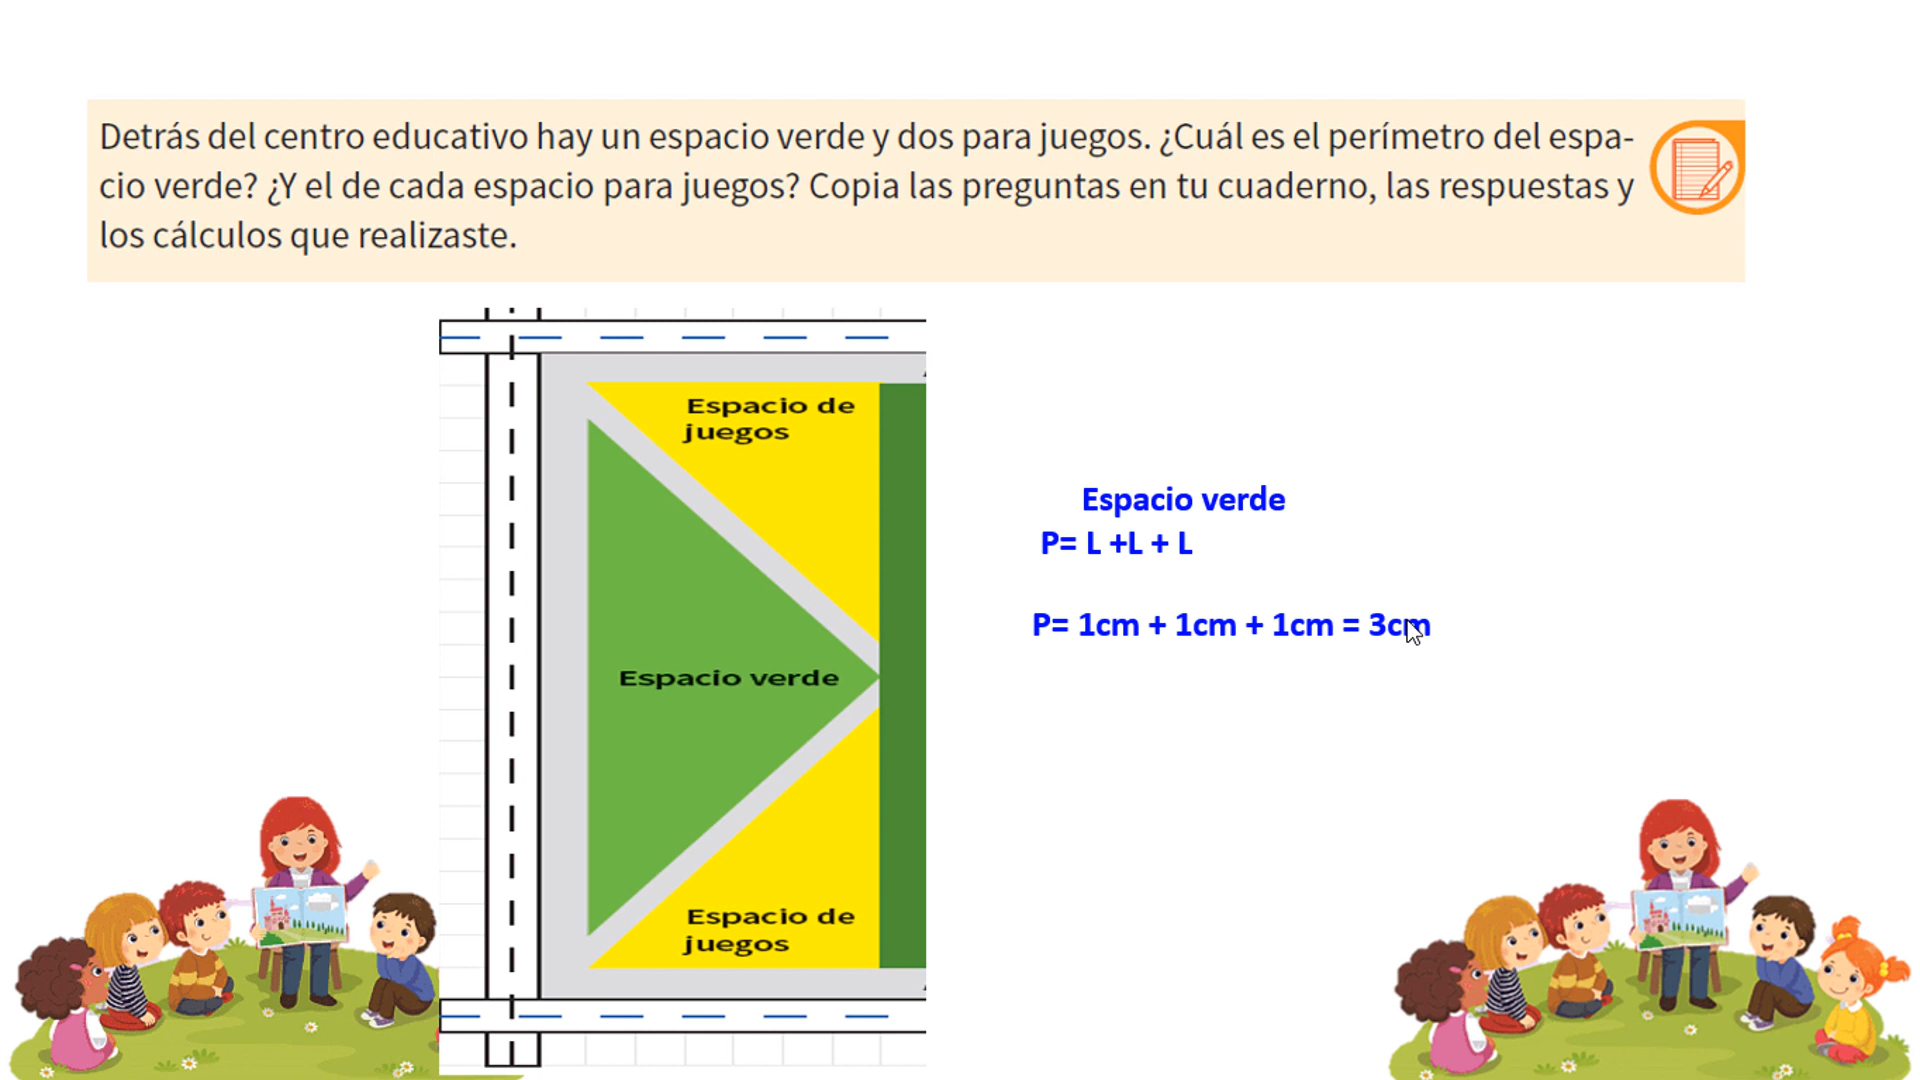 Detrás del centro educativo hay un espacio verde y dos para juegos. ¿Cuál es el perímetro del espa-
cio verde? ¿Y el de cada espacio para juegos? Copia las preguntas en tu cuaderno, las respuestas y
los cálculos que realizaste.
Espacio de
juegos
Espacio verde
Espacio de
juegos
Espacio verde
P= L +L + L
P= 1cm + 1cm + 1cm = 3cm